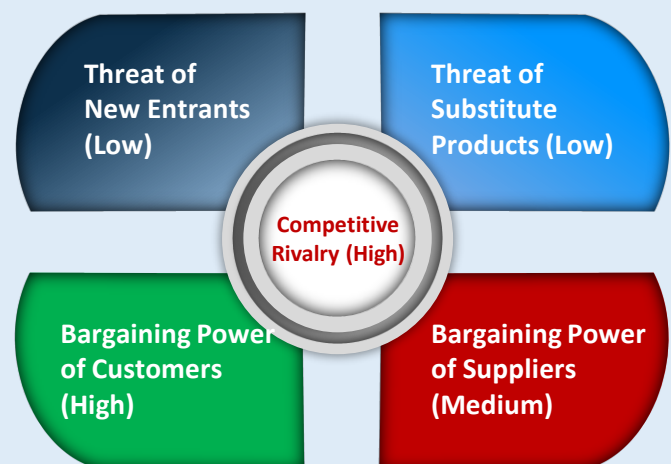 Threat of
New Entrants
(Low)
Threat of
Substitute
Products (Low)
Competitive
Rivalry (High)
Bargaining Power
of Customers
(High)
Bargaining Power
of Suppliers
(Medium)